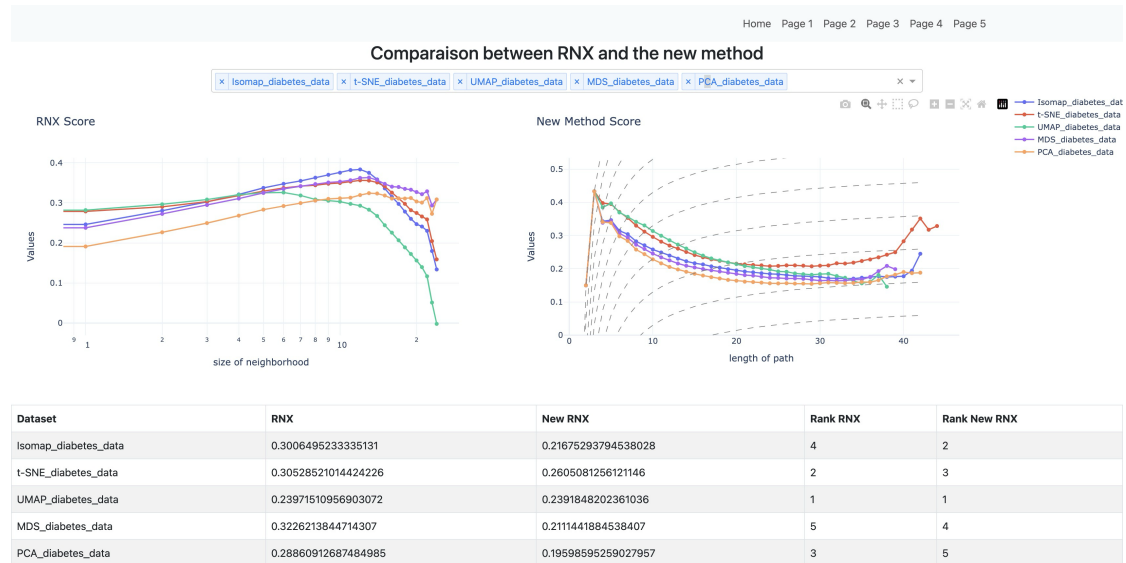 Home Page 1 Page 2 Page 3 Page 4 Page 5
Comparaison between RNX and the new method
× Isomap_diabetes_data × t-SNE_diabetes_data × UMAP_diabetes_data × MDS_diabetes_data × PCA_diabetes_data ×
RNX Score
0.4
0.3
0.2
0.1
0
Values
9 1 2 3 4 5 6 7 8 9 10 2
size of neighborhood
New Method Score
0.5
0.4
0.3
0.2
0.1
0
Values
0 10 20 30 40
length of path
Isomap_diabetes_dat
t-SNE_diabetes_data
UMAP_diabetes_data
MDS_diabetes_data
PCA_diabetes_data
Dataset RNX New RNX Rank RNX Rank New RNX
Isomap_diabetes_data 0.3006495233335131 0.21675293794538028 4 2
t-SNE_diabetes_data 0.30528521014424226 0.2605081256121146 2 3
UMAP_diabetes_data 0.23971510956903072 0.2391848202361036 1 1
MDS_diabetes_data 0.3226213844714307 0.2111441884538407 5 4
PCA_diabetes_data 0.28860912687484985 0.19598595259027957 3 5